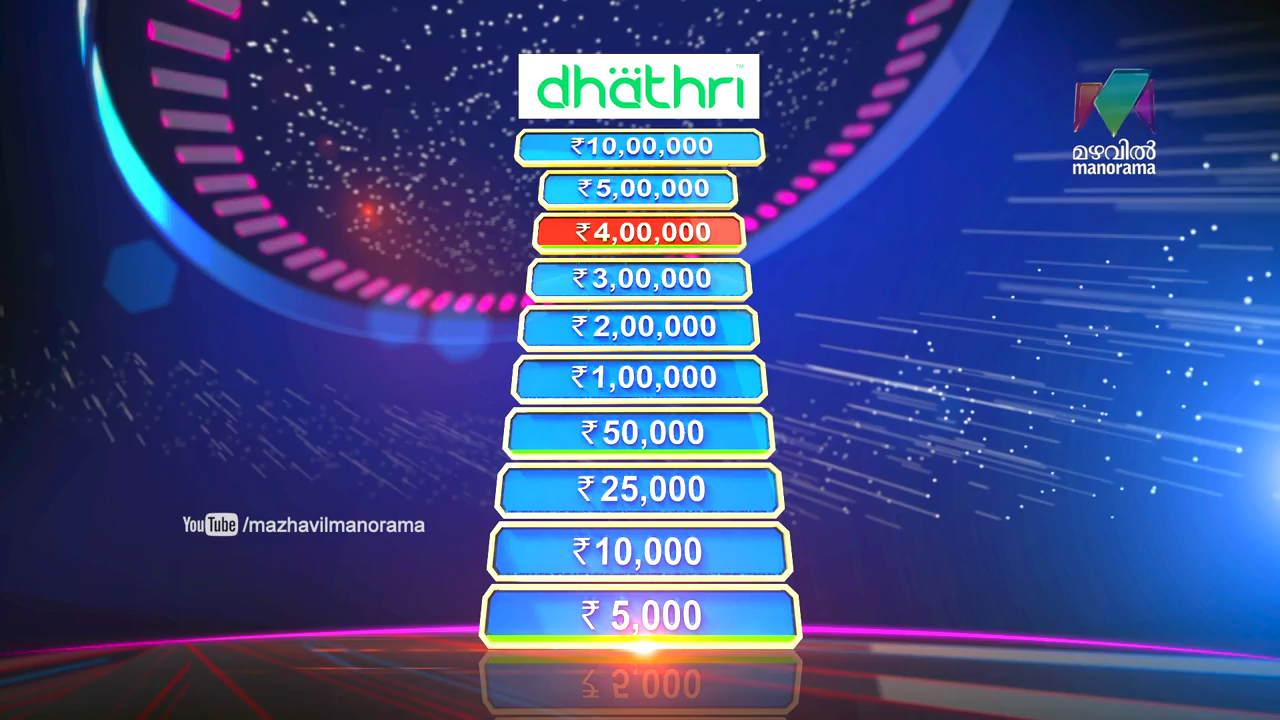 dhäthri™
₹10,00,000
₹5,00,000
₹4,00,000
₹3,00,000
₹2,00,000
₹1,00,000
₹50,000
₹25,000
₹10,000
₹ 5,000
മഴവിൽ
manorama
YouTube /mazhavilmanorama